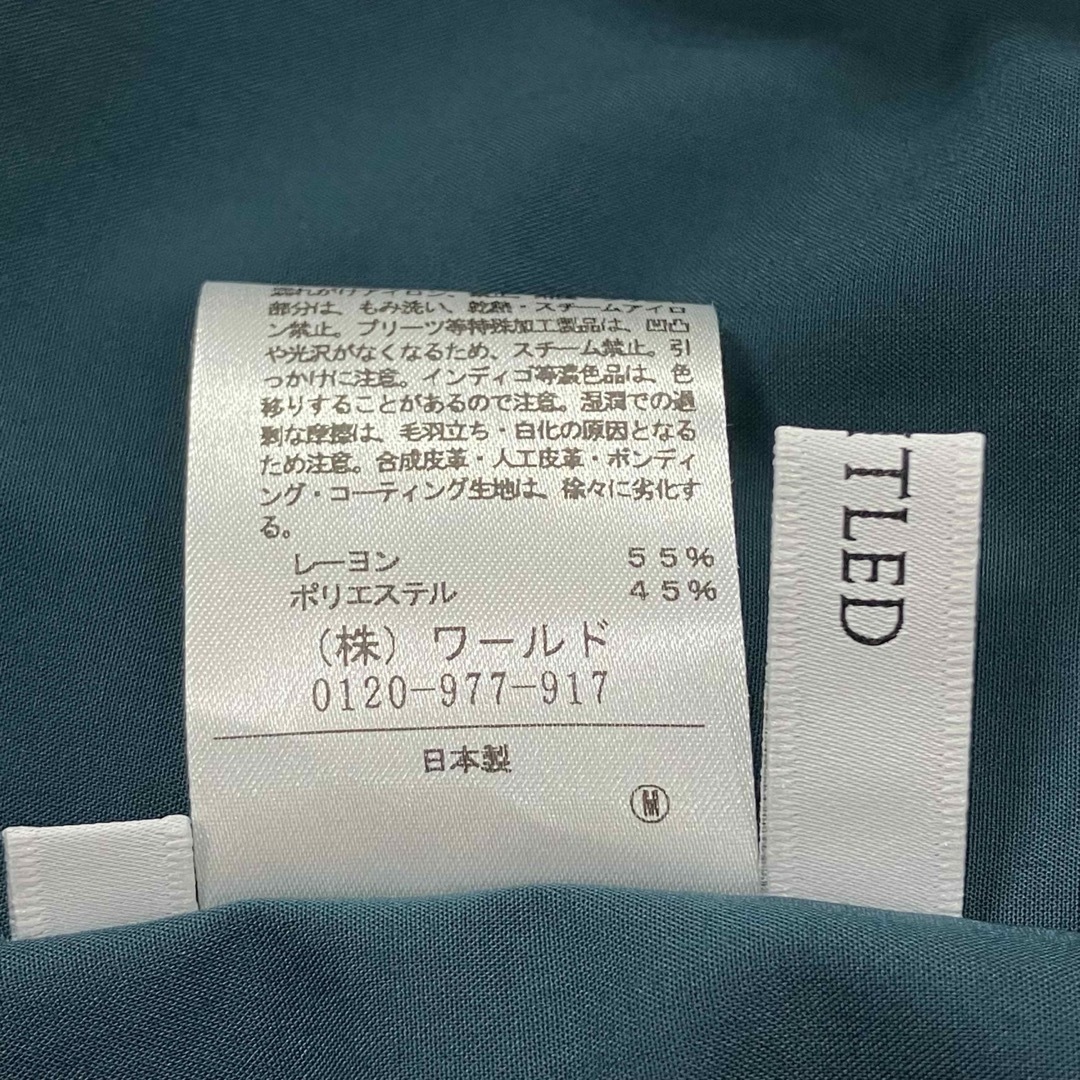 部分は、もみ洗い、乾熱・スチームアイロ
ン禁止。プリーツ等特殊加工製品は、凹凸
や光沢がなくなるため、スチーム禁止。引
っかけに注意。インディゴ等濃色品は、色
移りすることがあるので注意。湿潤での過
剰な摩擦は、毛羽立ち・白化の原因となる
ため注意。合成皮革・人工皮革・ボンディ
ング・コーティング生地は、徐々に劣化す
る。
レーヨン 55%
ポリエステル 45%
(株)ワールド
0120-977-917
日本製
M
TLED